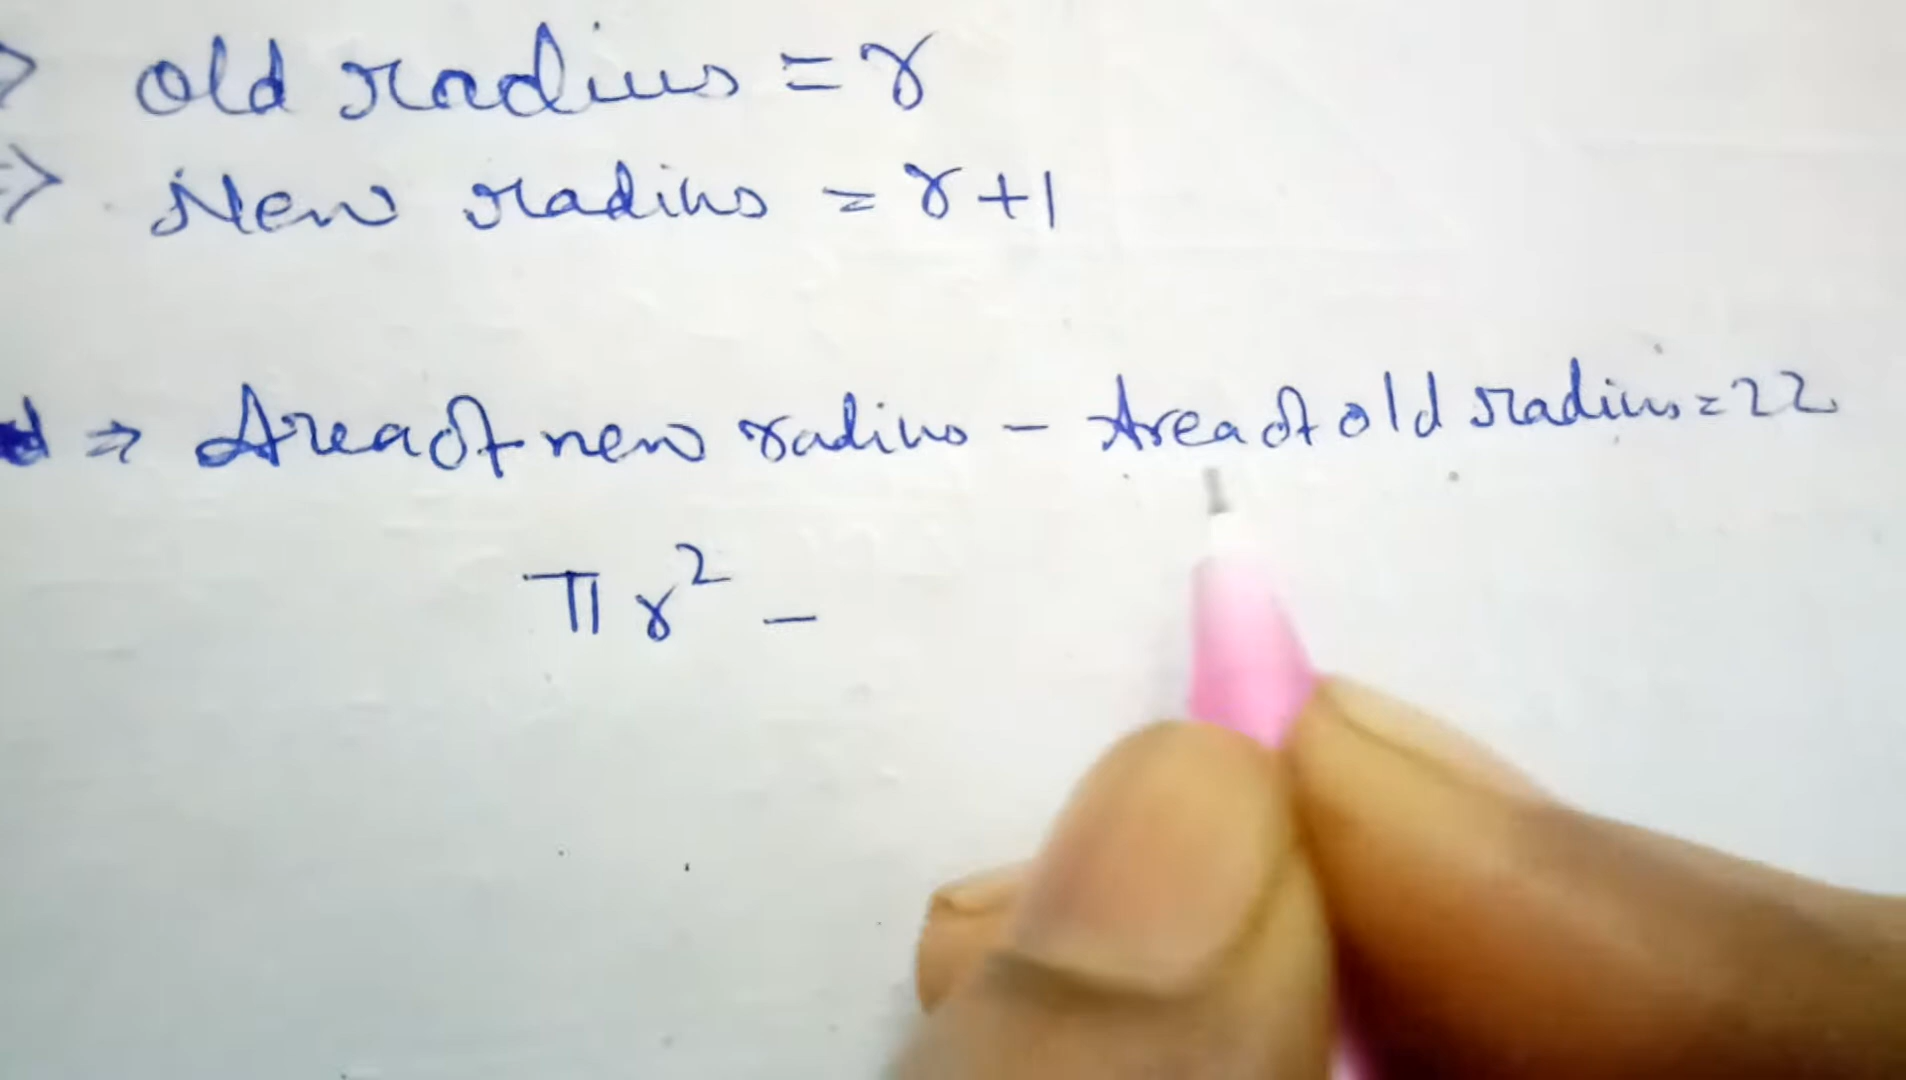 > old radius = r
=> New radius = r+1
d => Area of new radius - Area of old radius = 22
πr² -